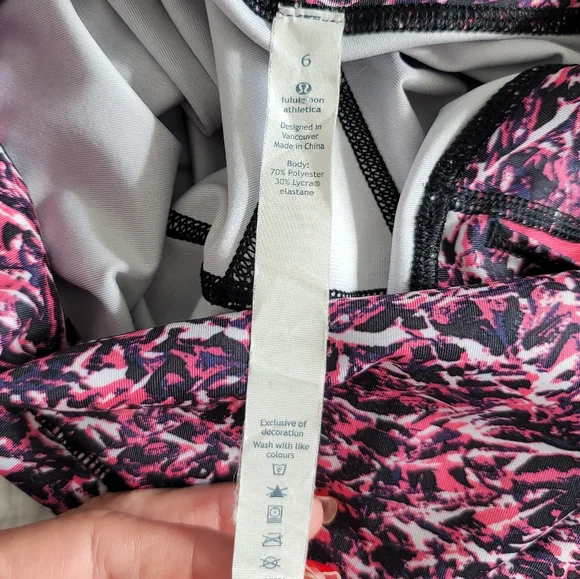 6
lululemon
athletica
Designed in
Vancouver
Made in China
Body:
70% Polyester
30% Lycra®
elastane
Exclusive of
decoration
Wash with like
colours